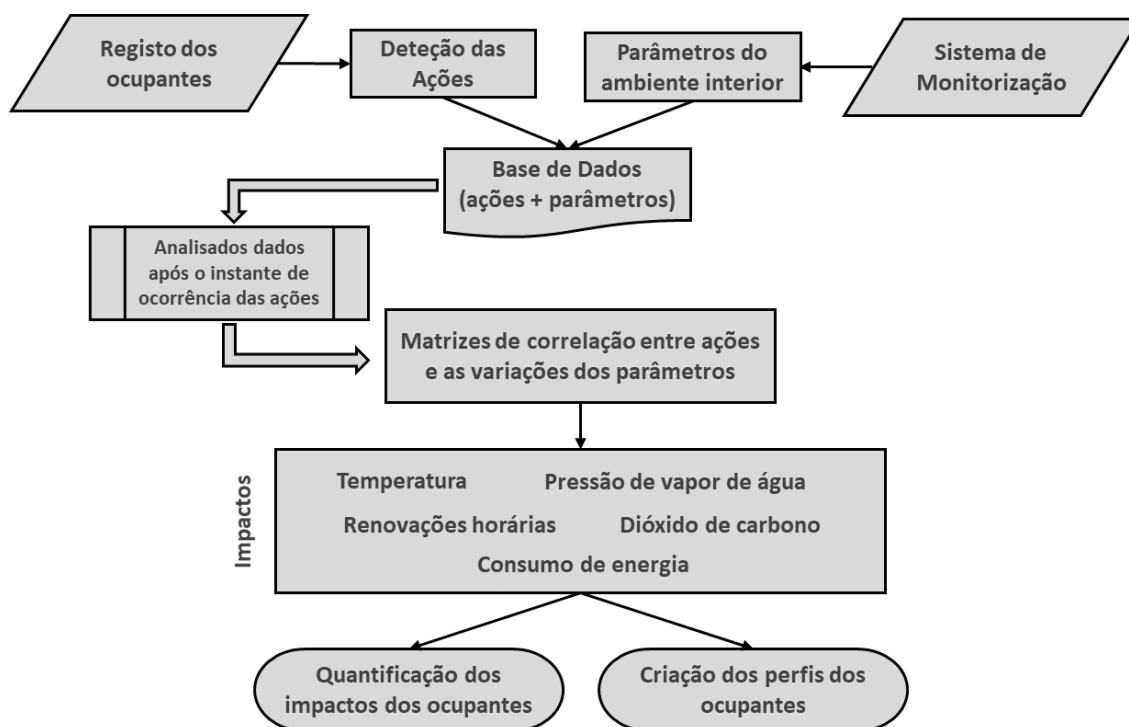 Registo dos
ocupantes
Deteção das
Ações
Parâmetros do
ambiente interior
Sistema de
Monitorização
Base de Dados
(ações + parâmetros)
Analisados dados
após o instante de
ocorrência das ações
Matrizes de correlação entre ações
e as variações dos parâmetros
Impactos
Temperatura
Pressão de vapor de água
Renovações horárias
Dióxido de carbono
Consumo de energia
Quantificação dos
impactos dos ocupantes
Criação dos perfis dos
ocupantes